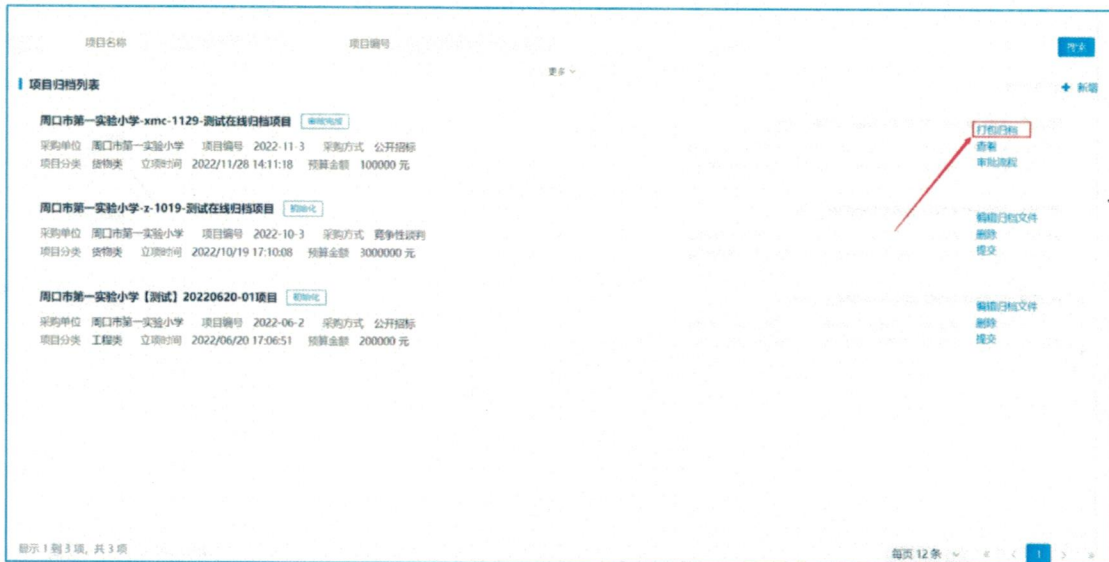 项目名称 项目编号 搜索
更多
项目归档列表 + 新增
周口市第一实验小学-xmc-1129-测试在线归档项目 审批完成
打包归档
采购单位 周口市第一实验小学 项目编号 2022-11-3 采购方式 公开招标
查看
项目分类 货物类 立项时间 2022/11/28 14:11:18 预算金额 100000 元
审批流程
周口市第一实验小学-z-1019-测试在线归档项目 初始化
编辑归档文件
采购单位 周口市第一实验小学 项目编号 2022-10-3 采购方式 竞争性谈判
删除
项目分类 货物类 立项时间 2022/10/19 17:10:08 预算金额 3000000 元
提交
周口市第一实验小学【测试】20220620-01项目 初始化
编辑归档文件
采购单位 周口市第一实验小学 项目编号 2022-06-2 采购方式 公开招标
删除
项目分类 工程类 立项时间 2022/06/20 17:06:51 预算金额 200000 元
提交
显示 1 到 3 项, 共 3 项 每页 12 条 « ‹ 1 › »